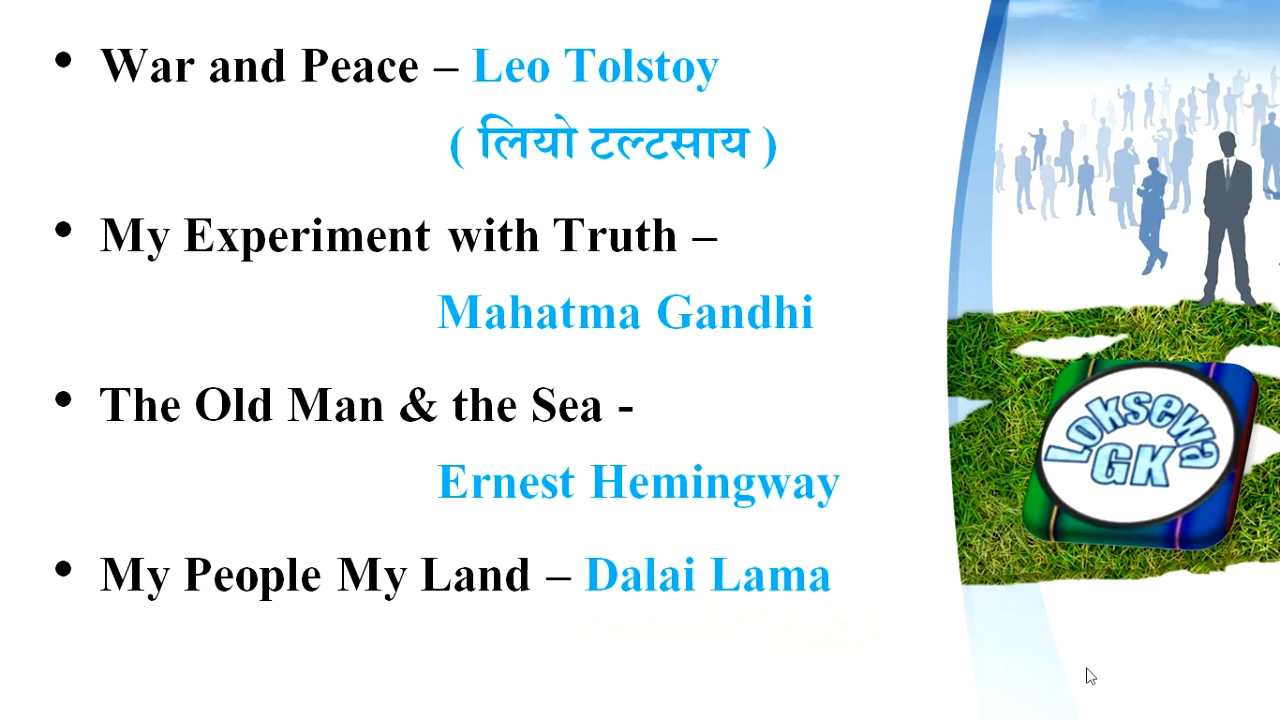 • War and Peace – Leo Tolstoy
( लियो टल्टसाय )
• My Experiment with Truth –
Mahatma Gandhi
• The Old Man & the Sea -
Ernest Hemingway
• My People My Land – Dalai Lama
Loksewa
GK